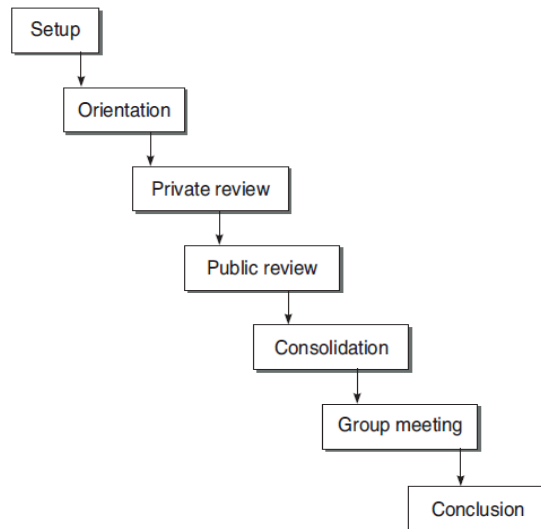 Setup
Orientation
Private review
Public review
Consolidation
Group meeting
Conclusion